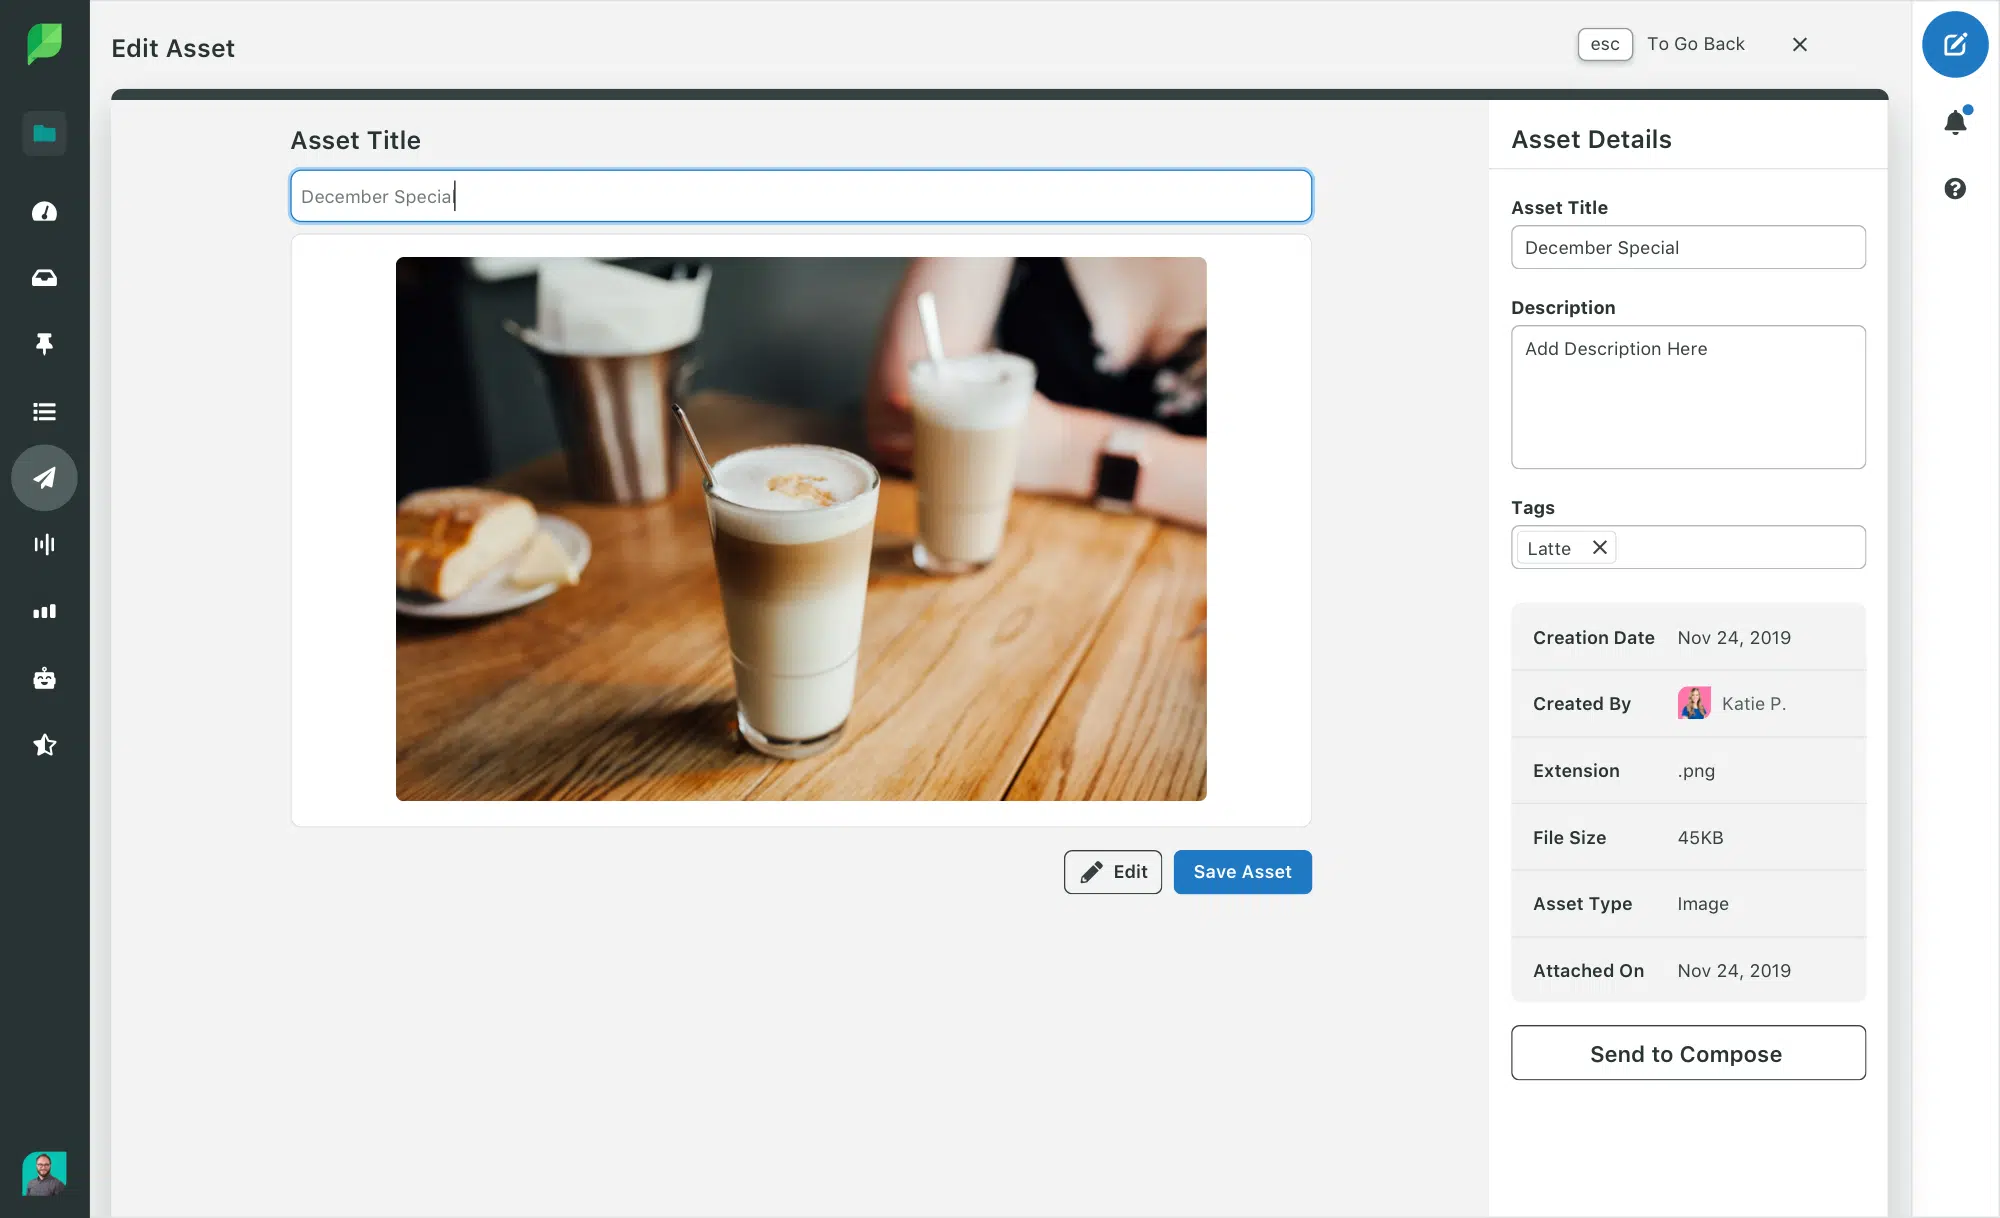 Edit Asset
esc To Go Back
Asset Title
December Special
Edit
Save Asset
Asset Details
Asset Title
December Special
Description
Add Description Here
Tags
Latte
Creation Date Nov 24, 2019
Created By Katie P.
Extension .png
File Size 45KB
Asset Type Image
Attached On Nov 24, 2019
Send to Compose